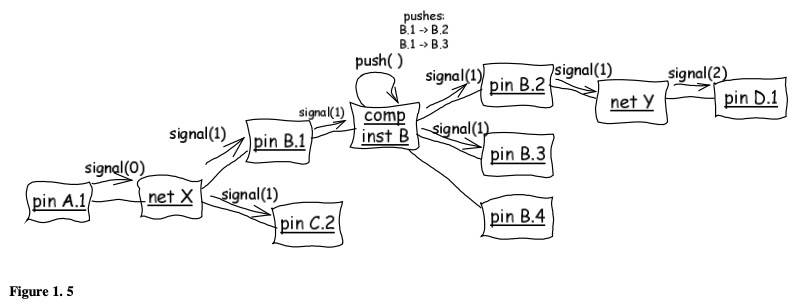 pushes:
B.1 -> B.2
B.1 -> B.3
push( )
signal(1)
signal(1)
signal(2)
pin B.2
net Y
pin D.1
signal(1)
comp
inst B
signal(1)
signal(1)
pin B.1
pin B.3
signal(0)
pin A.1
net X
signal(1)
pin C.2
pin B.4
Figure 1. 5